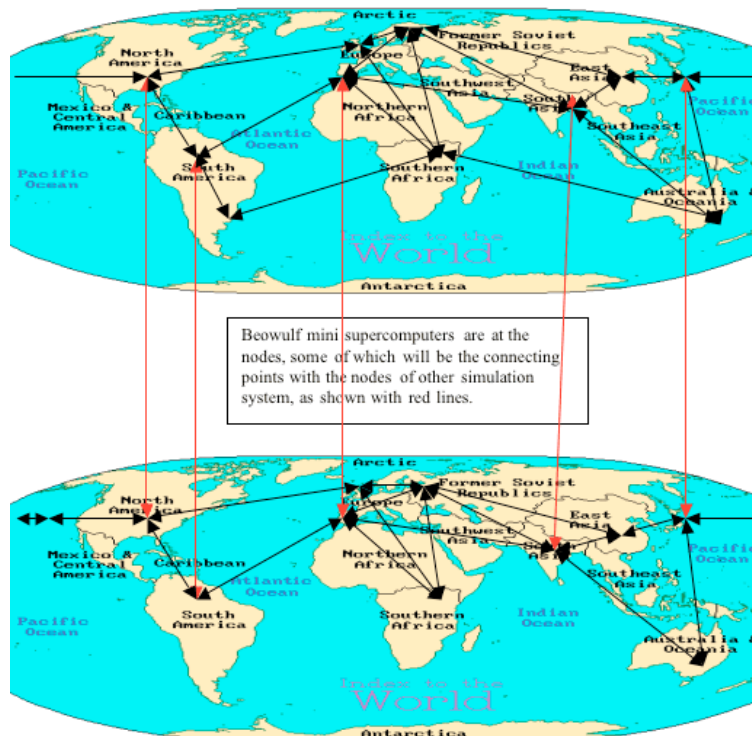 Arctic
North
America
Former Soviet
Republics
Europe
East
Asia
Southwest
Asia
South
Asia
Mexico &
Central
America
Caribbean
Northern
Africa
Pacific
Ocean
Atlantic
Ocean
Southeast
Asia
South
America
Pacific
Ocean
Southern
Africa
Indian
Ocean
Australia &
Oceania
Index to the
World
Antarctica
Beowulf mini supercomputers are at the
nodes, some of which will be the connecting
points with the nodes of other simulation
system, as shown with red lines.
Arctic
North
America
Former Soviet
Republics
Europe
East
Asia
Southwest
Asia
South
Asia
Mexico &
Central
America
Caribbean
Northern
Africa
Pacific
Ocean
Atlantic
Ocean
Southeast
Asia
South
America
Pacific
Ocean
Southern
Africa
Indian
Ocean
Australia &
Oceania
Index to the
World
Antarctica